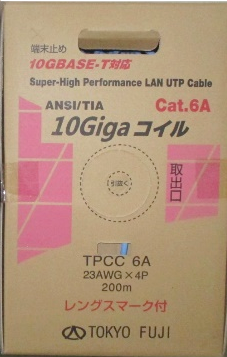 端末止め
10GBASE-T対応
Super-High Performance LAN UTP Cable
ANSI/TIA Cat.6A
10Gigaコイル
引抜く
取出口
TPCC 6A
23AWG×4P
200m
レングスマーク付
TOKYO FUJI